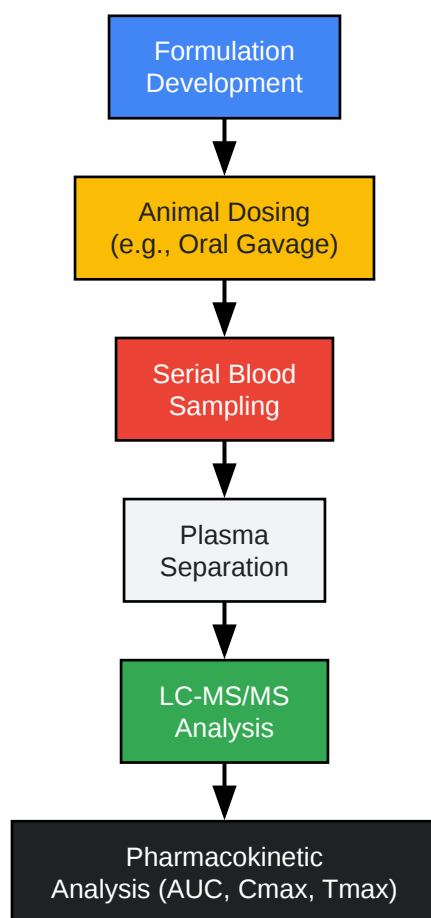 Formulation
Development
Animal Dosing
(e.g., Oral Gavage)
Serial Blood
Sampling
Plasma
Separation
LC-MS/MS
Analysis
Pharmacokinetic
Analysis (AUC, Cmax, Tmax)